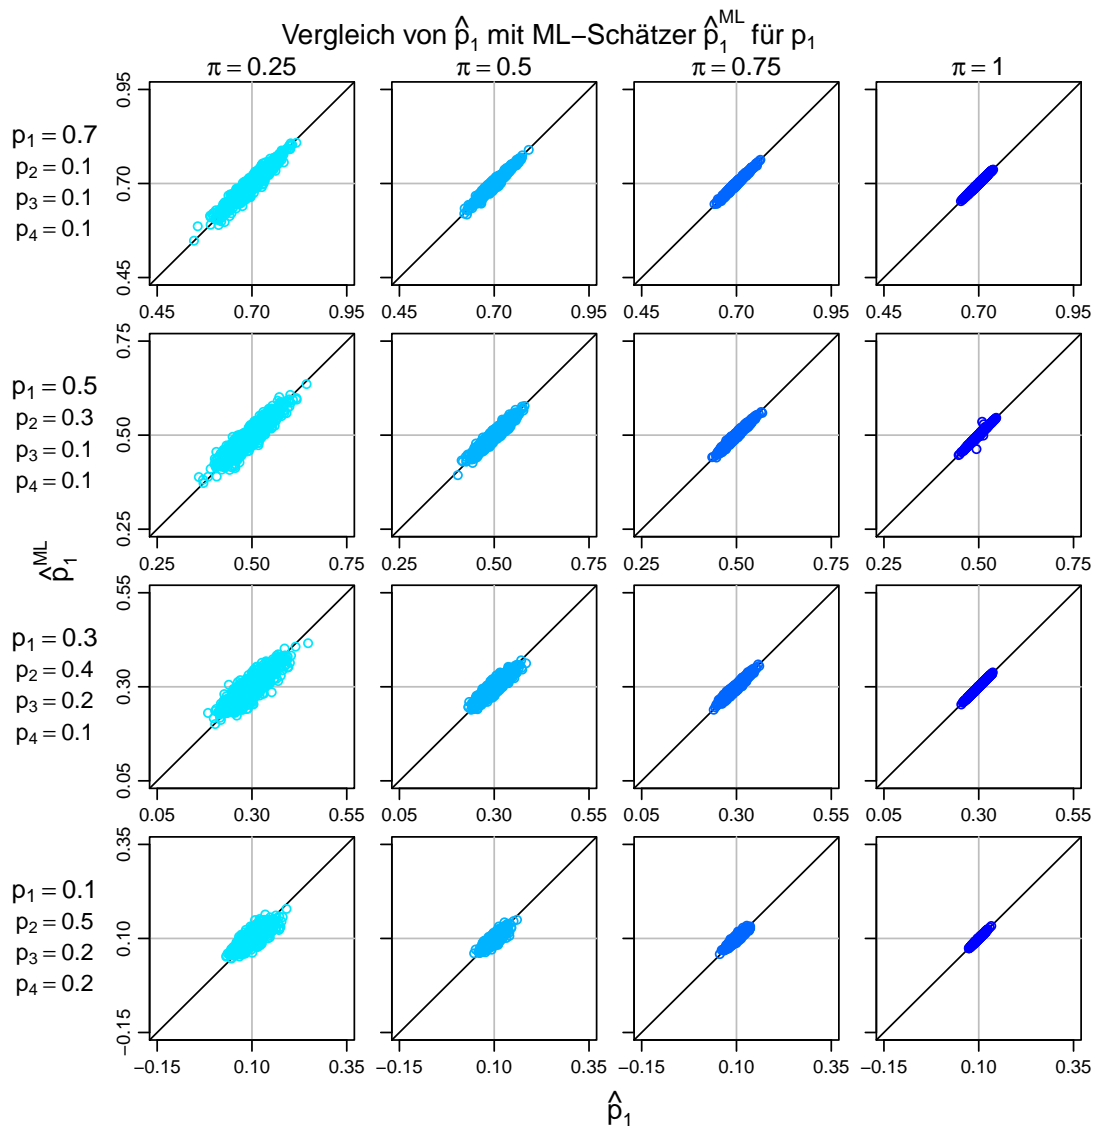 Vergleich von p̂₁ mit ML−Schätzer p̂₁ᴹᴸ für p₁
π = 0.25 π = 0.5 π = 0.75 π = 1
p₁ = 0.7
p₂ = 0.1
p₃ = 0.1
p₄ = 0.1
0.95
0.70
0.45
0.45 0.70 0.95 0.45 0.70 0.95 0.45 0.70 0.95 0.45 0.70 0.95
p₁ = 0.5
p₂ = 0.3
p₃ = 0.1
p₄ = 0.1
0.75
0.50
0.25
0.25 0.50 0.75 0.25 0.50 0.75 0.25 0.50 0.75 0.25 0.50 0.75
p̂₁ᴹᴸ
p₁ = 0.3
p₂ = 0.4
p₃ = 0.2
p₄ = 0.1
0.55
0.30
0.05
0.05 0.30 0.55 0.05 0.30 0.55 0.05 0.30 0.55 0.05 0.30 0.55
p₁ = 0.1
p₂ = 0.5
p₃ = 0.2
p₄ = 0.2
0.35
0.10
−0.15
−0.15 0.10 0.35 −0.15 0.10 0.35 −0.15 0.10 0.35 −0.15 0.10 0.35
p̂₁